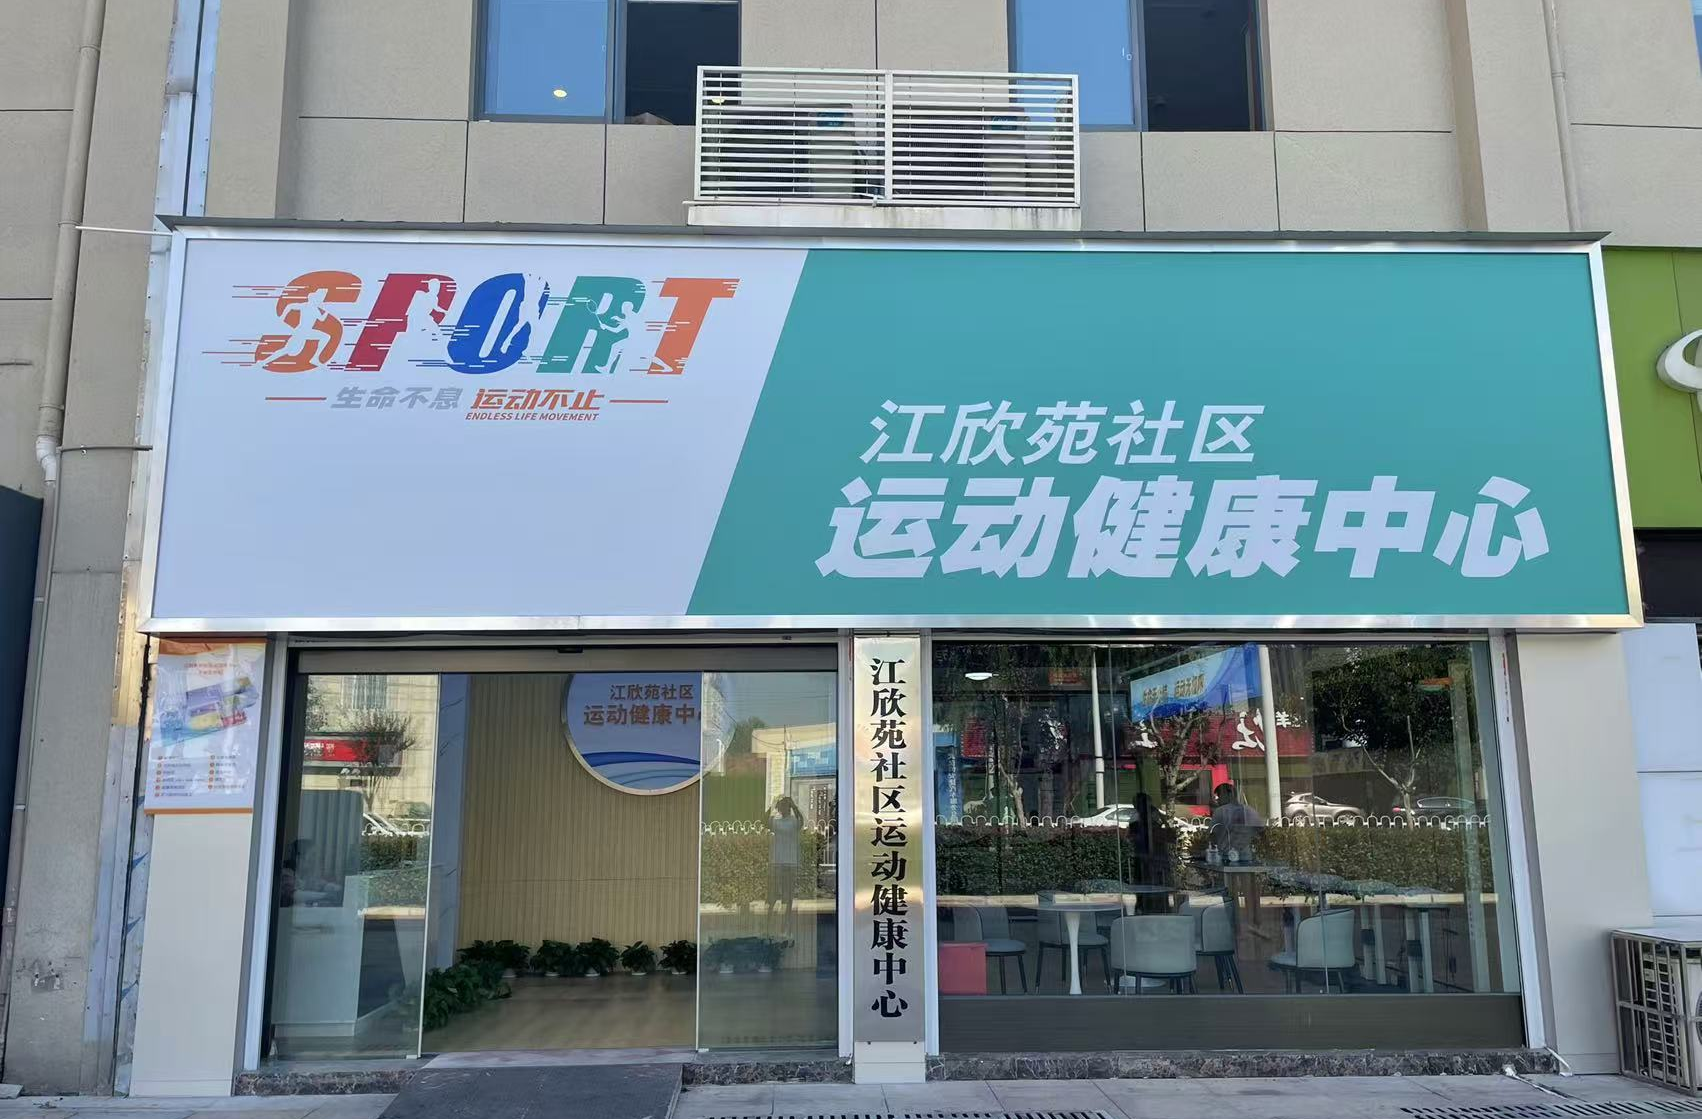 SPORT
生命不息 运动不止
ENDLESS LIFE MOVEMENT
江欣苑社区
运动健康中心
江欣苑社区
运动健康中
江欣苑社区运动健康中心